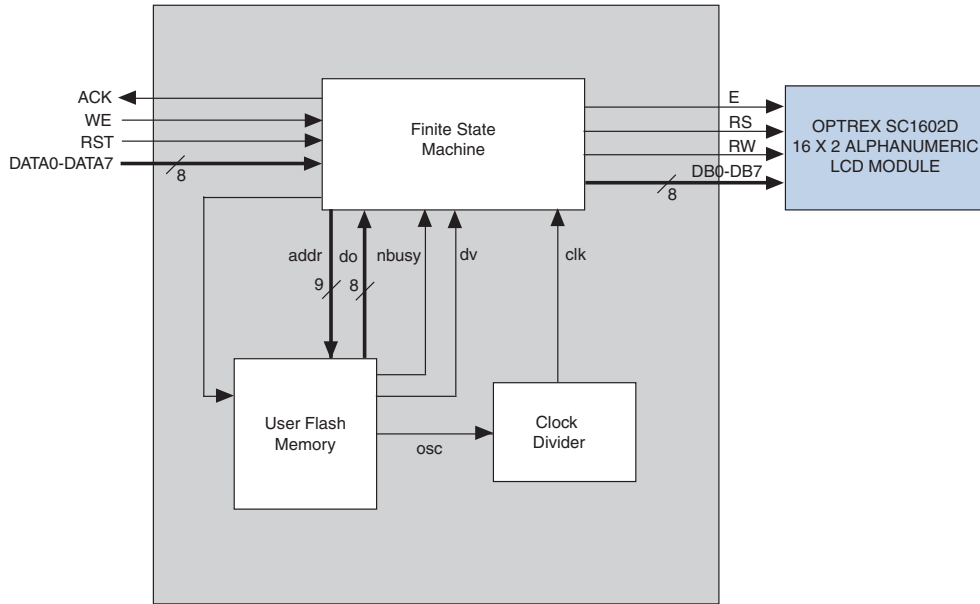 ACK
WE
RST
DATA0-DATA7
8
Finite State
Machine
E
RS
RW
DB0-DB7
8
OPTREX SC1602D
16 X 2 ALPHANUMERIC
LCD MODULE
addr
do
nbusy
dv
clk
9
8
User Flash
Memory
osc
Clock
Divider